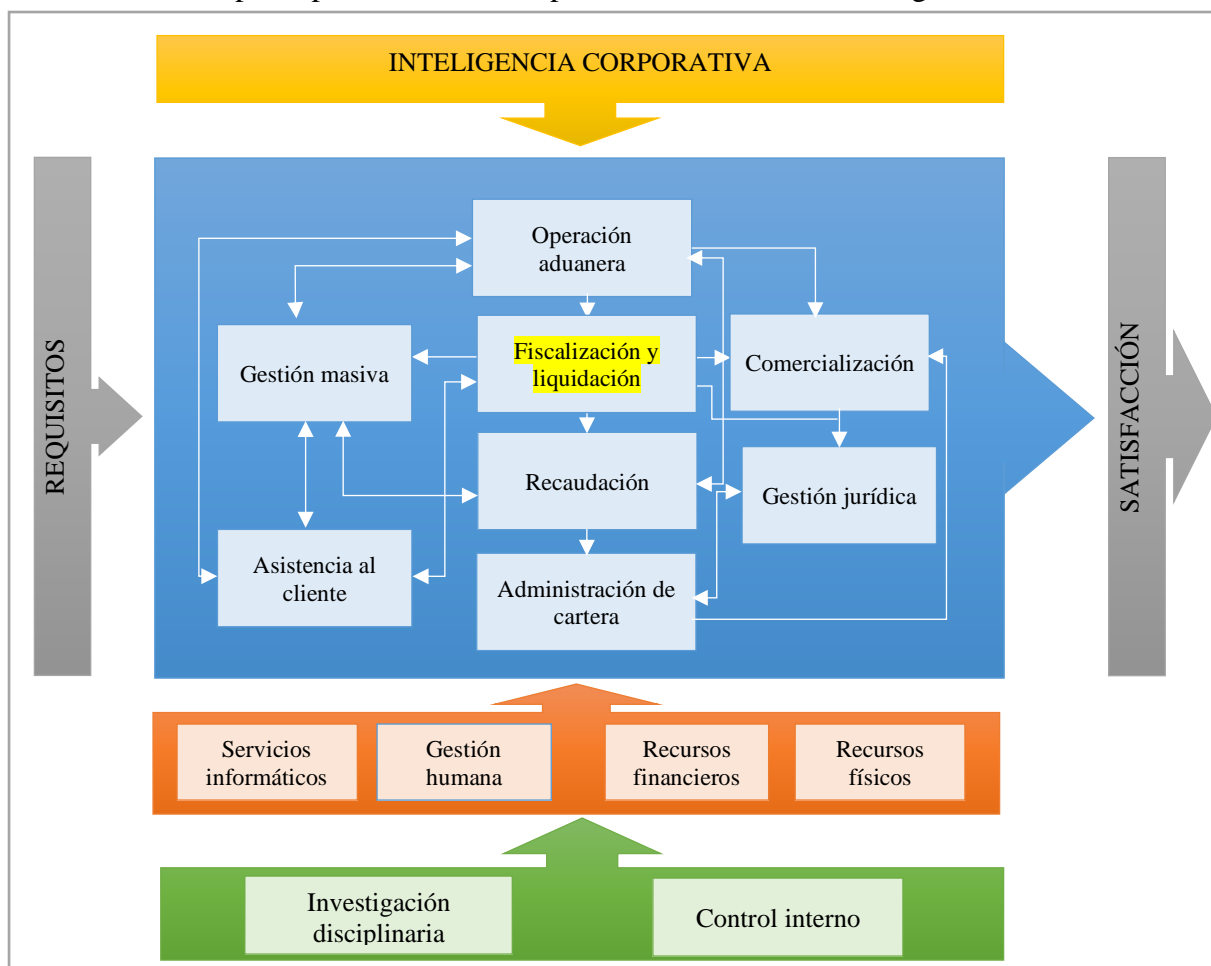 INTELIGENCIA CORPORATIVA
REQUISITOS
Operación
aduanera
Gestión masiva
Fiscalización y
liquidación
Comercialización
Recaudación
Gestión jurídica
Asistencia al
cliente
Administración de
cartera
SATISFACCIÓN
Servicios
informáticos
Gestión
humana
Recursos
financieros
Recursos
físicos
Investigación
disciplinaria
Control interno